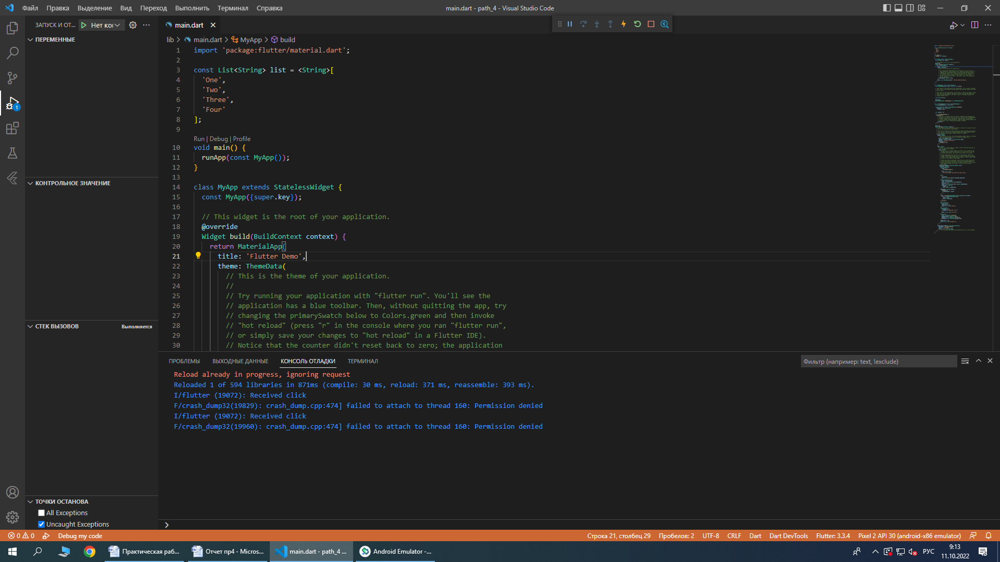 Файл Правка Выделение Вид Переход Выполнить Терминал Справка
main.dart - path_4 - Visual Studio Code
ЗАПУСК И ОТ...
Нет ко
main.dart
ПЕРЕМЕННЫЕ
КОНТРОЛЬНОЕ ЗНАЧЕНИЕ
СТЕК ВЫЗОВОВ
Выполняется
ТОЧКИ ОСТАНОВА
All Exceptions
Uncaught Exceptions
1
lib > main.dart > MyApp > build
1 import 'package:flutter/material.dart';
2
3 const List<String> list = <String>[
4 'One',
5 'Two',
6 'Three',
7 'Four'
8 ];
9
Run | Debug | Profile
10 void main() {
11 runApp(const MyApp());
12 }
13
14 class MyApp extends StatelessWidget {
15 const MyApp({super.key});
16
17 // This widget is the root of your application.
18 @override
19 Widget build(BuildContext context) {
20 return MaterialApp(
21 title: 'Flutter Demo',
22 theme: ThemeData(
23 // This is the theme of your application.
24 //
25 // Try running your application with "flutter run". You'll see the
26 // application has a blue toolbar. Then, without quitting the app, try
27 // changing the primarySwatch below to Colors.green and then invoke
28 // "hot reload" (press "r" in the console where you ran "flutter run",
29 // or simply save your changes to "hot reload" in a Flutter IDE).
30 // Notice that the counter didn't reset back to zero; the application
ПРОБЛЕМЫ ВЫХОДНЫЕ ДАННЫЕ КОНСОЛЬ ОТЛАДКИ ТЕРМИНАЛ
Фильтр (например: text, !exclude)
Reload already in progress, ignoring request
Reloaded 1 of 594 libraries in 871ms (compile: 30 ms, reload: 371 ms, reassemble: 393 ms).
I/flutter (19072): Received click
F/crash_dump32(19829): crash_dump.cpp:474] failed to attach to thread 160: Permission denied
I/flutter (19072): Received click
F/crash_dump32(19960): crash_dump.cpp:474] failed to attach to thread 160: Permission denied
0 0 Debug my code
Строка 21, столбец 29 Пробелов: 2 UTF-8 CRLF Dart Dart DevTools Flutter: 3.3.4 Pixel 2 API 30 (android-x86 emulator)
Практическая раб...
Отчет пр4 - Micros...
main.dart - path_4 ...
Android Emulator -...
РУС
9:13
11.10.2022